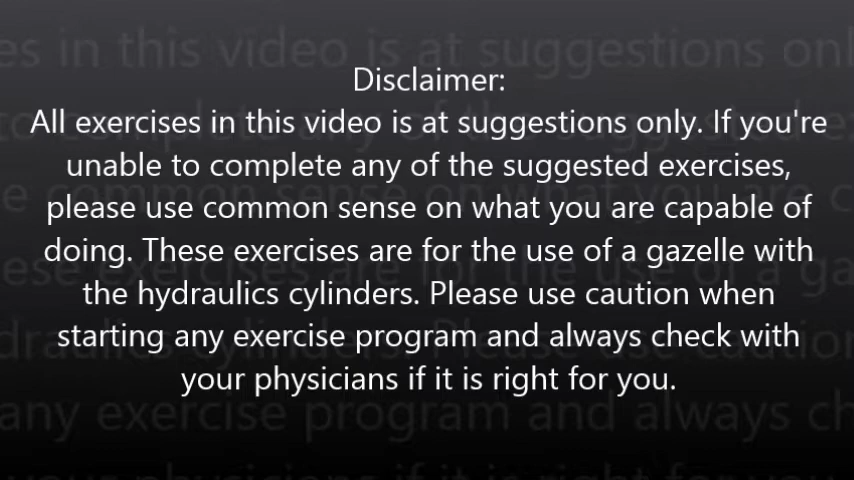 Disclaimer:
All exercises in this video is at suggestions only. If you're
unable to complete any of the suggested exercises,
please use common sense on what you are capable of
doing. These exercises are for the use of a gazelle with
the hydraulics cylinders. Please use caution when
starting any exercise program and always check with
your physicians if it is right for you.